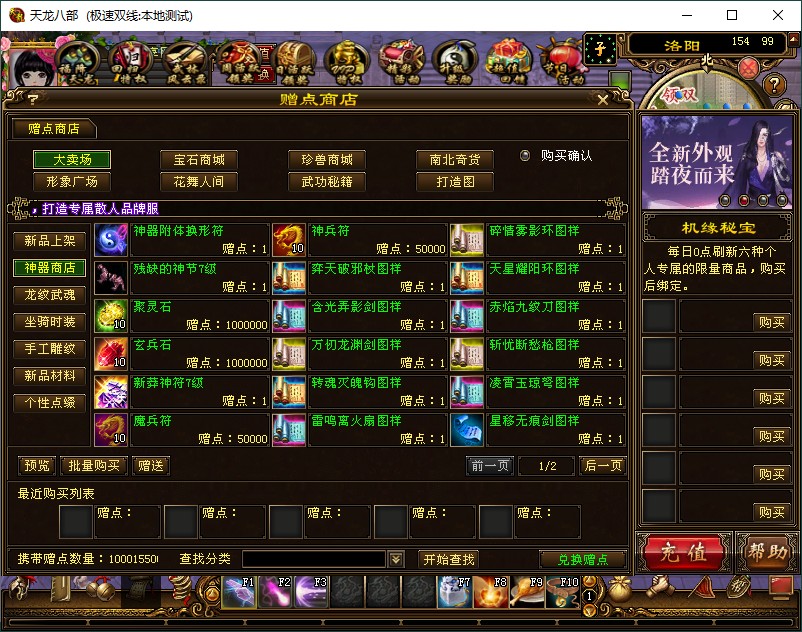 天龙八部 (极速双线:本地测试)
洛阳 154 99
北
赠点商店
赠点商店
领双
大卖场 宝石商城 珍兽商城 南北奇货 购买确认
形象广场 花舞人间 武功秘籍 打造图
全新外观
踏夜而来
，打造专属散人品牌服
新品上架
神器商店
龙纹武魂
坐骑时装
手工雕纹
新品材料
个性点缀
神器附体换形符 赠点：1
神兵符 10 赠点：50000
碎情雾影环图样 赠点：1
残缺的神节7级 赠点：1
弈天破邪杖图样 赠点：1
天星耀阳环图样 赠点：1
聚灵石 10 赠点：1000000
含光弄影剑图样 赠点：1
赤焰九纹刀图样 赠点：1
玄兵石 10 赠点：1000000
万仞龙渊剑图样 赠点：1
斩忧断愁枪图样 赠点：1
新莽神符7级 赠点：1
转魂灭魄钩图样 赠点：1
凌霄玉琼弩图样 赠点：1
魔兵符 10 赠点：50000
雷鸣离火扇图样 赠点：1
星移无痕剑图样 赠点：1
机缘秘宝
每日0点刷新六种个
人专属的限量商品，购买
后绑定。
购买
购买
购买
购买
购买
购买
预览 批量购买 赠送 前一页 1/2 后一页
最近购买列表
赠点： 赠点： 赠点： 赠点： 赠点：
携带赠点数量：10001550 查找分类 开始查找 兑换赠点
充值 帮助
F1 F2 F3 F7 F8 F9 F10 1